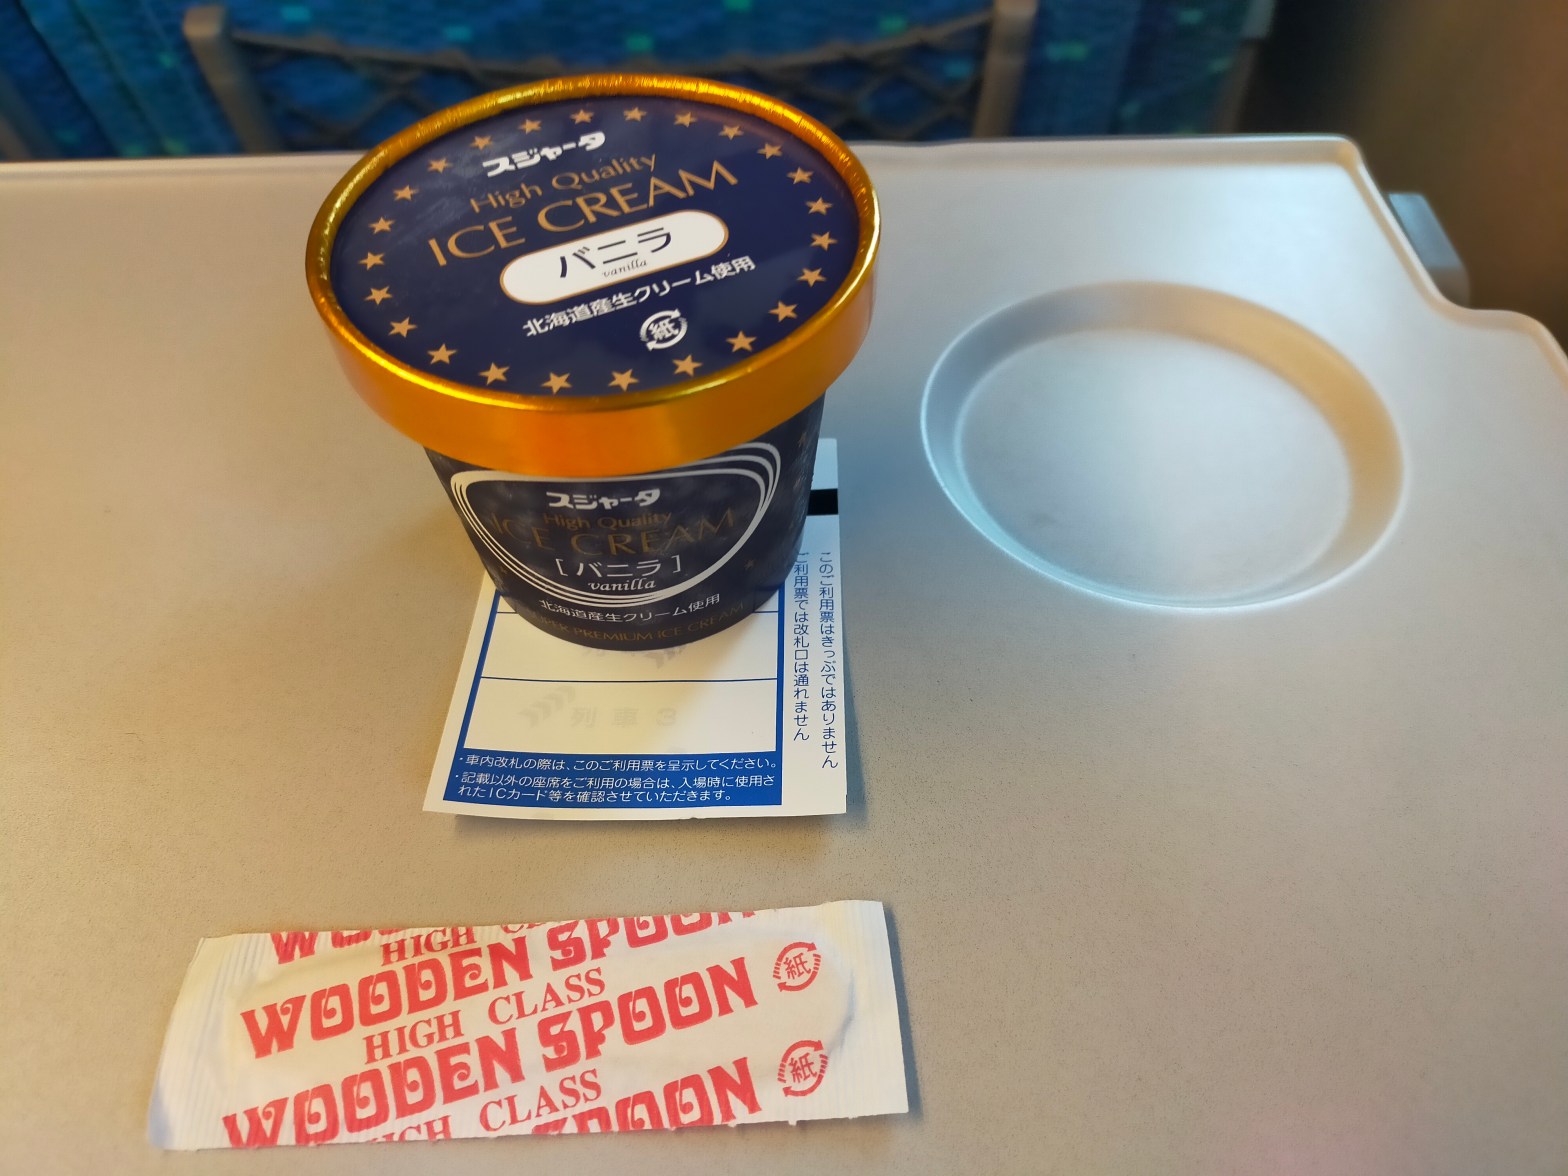 スジャータ
High Quality
ICE CREAM
バニラ
vanilla
北海道産生クリーム使用
紙
スジャータ
High Quality
ICE CREAM
[バニラ]
vanilla
北海道産生クリーム使用
PREMIUM ICE CREAM
このご利用票はきっぷではありません
ご利用票では改札口は通れません
・車内改札の際は、このご利用票を呈示してください。
・記載以外の座席をご利用の場合は、入場時に使用さ
れたICカード等を確認させていただきます。
HIGH
WOODEN SPOON
HIGH CLASS
WOODEN SPOON
紙
HIGH CLASS
WOODEN SPOON
紙
CLASS